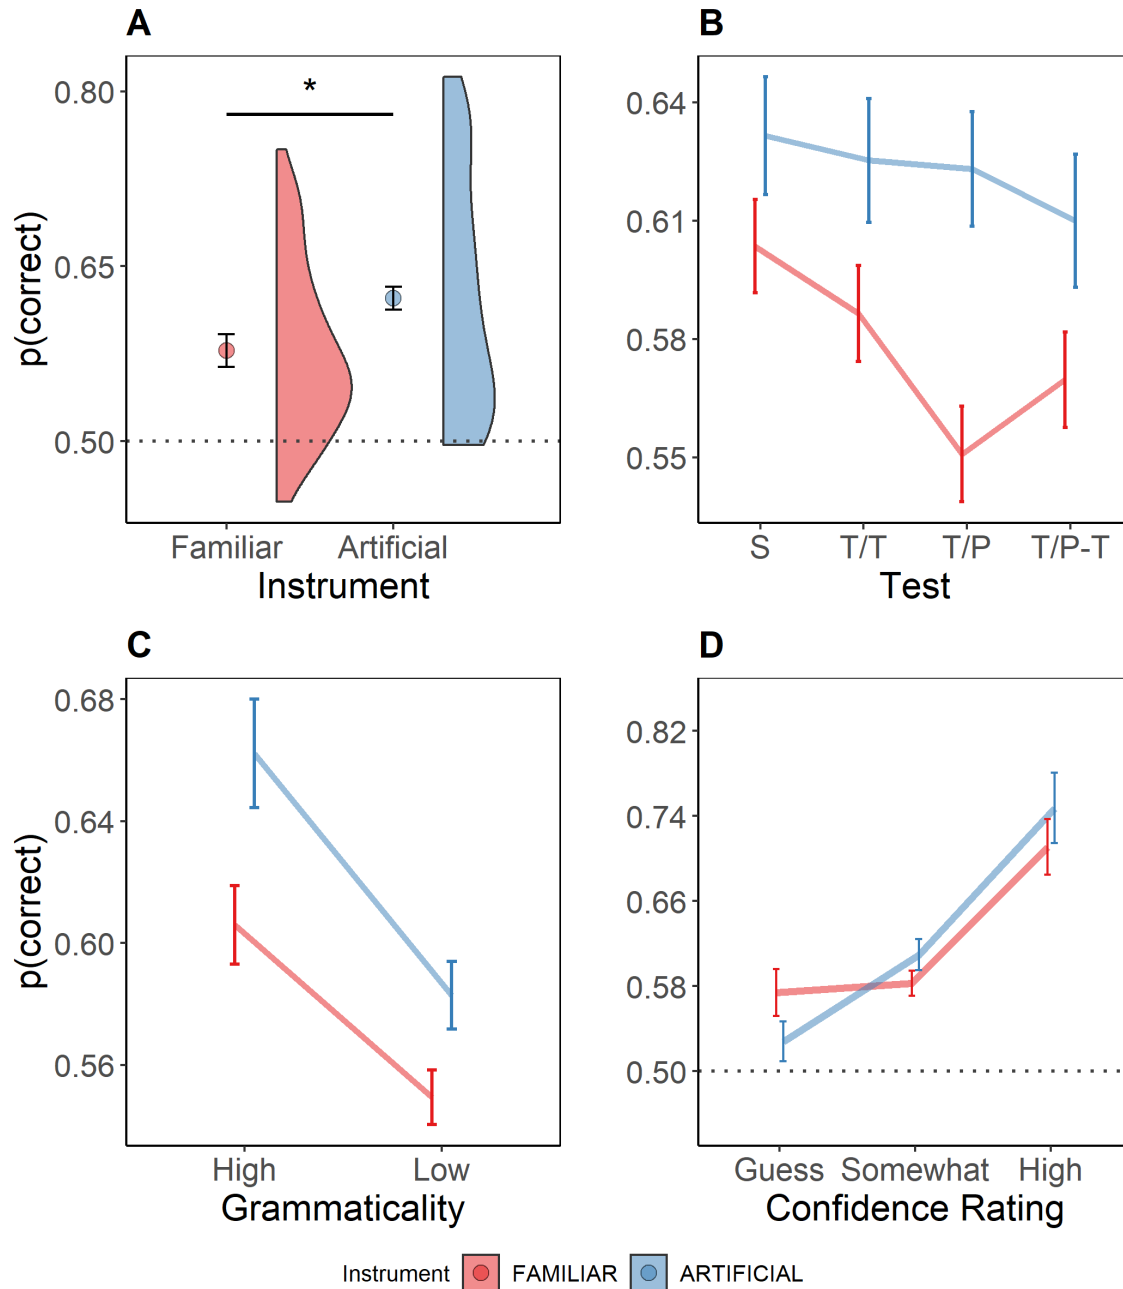 A
p(correct)
0.80
0.65
0.50
*
Familiar Artificial
Instrument
B
0.64
0.61
0.58
0.55
S T/T T/P T/P-T
Test
C
p(correct)
0.68
0.64
0.60
0.56
High Low
Grammaticality
D
0.82
0.74
0.66
0.58
0.50
Guess Somewhat High
Confidence Rating
Instrument FAMILIAR ARTIFICIAL